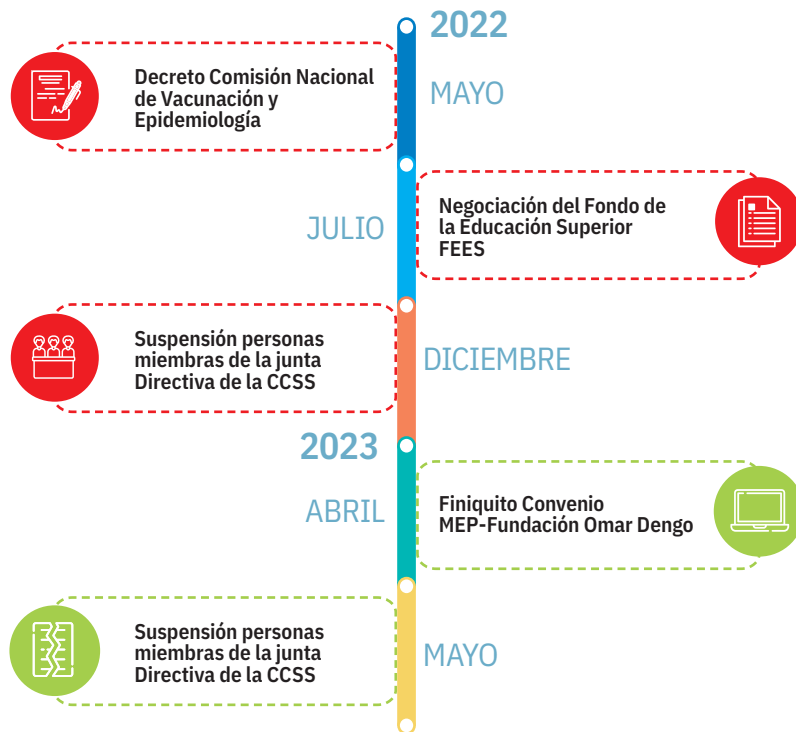 2022
MAYO
Decreto Comisión Nacional
de Vacunación y
Epidemiología
JULIO
Negociación del Fondo de
la Educación Superior
FEES
DICIEMBRE
Suspensión personas
miembras de la junta
Directiva de la CCSS
2023
ABRIL
Finiquito Convenio
MEP-Fundación Omar Dengo
MAYO
Suspensión personas
miembras de la junta
Directiva de la CCSS